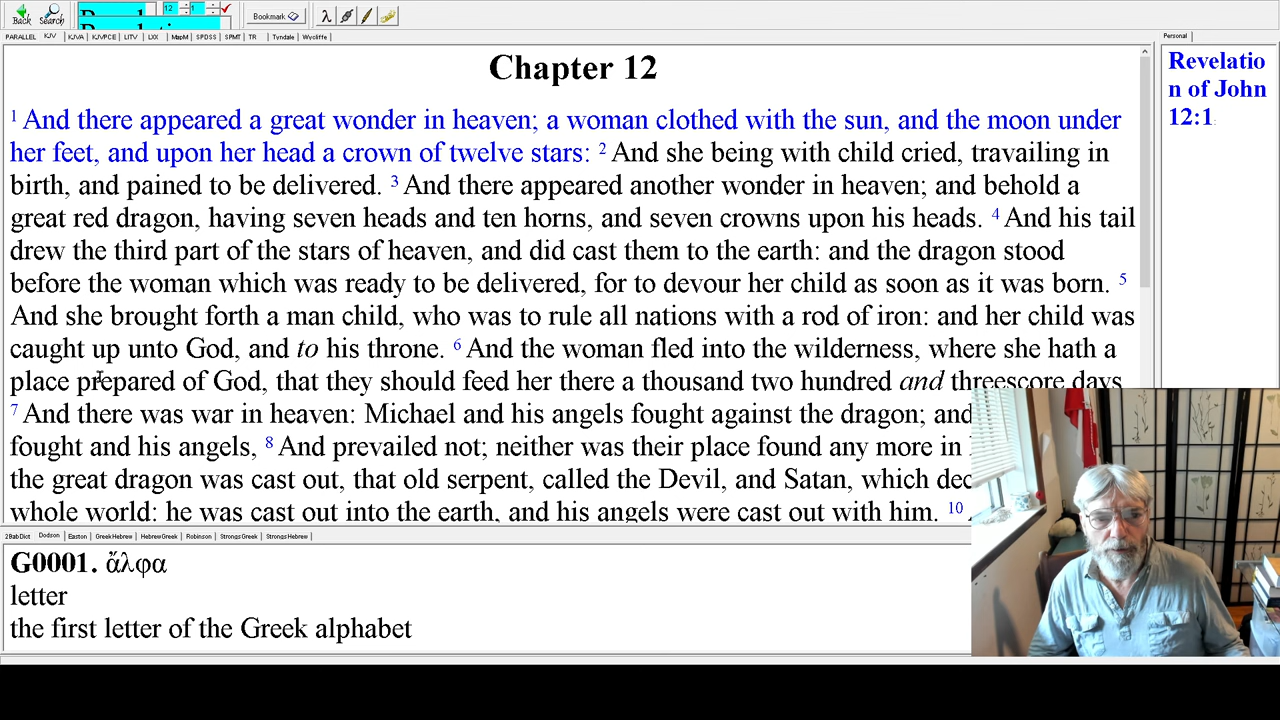 Back Search 12 1 Bookmark
PARALLEL KJV KJVA KJVPCE LITV LXX MapM SPDSS SPMT TR Tyndale Wycliffe
Personal
Chapter 12
1 And there appeared a great wonder in heaven; a woman clothed with the sun, and the moon under
her feet, and upon her head a crown of twelve stars: 2 And she being with child cried, travailing in
birth, and pained to be delivered. 3 And there appeared another wonder in heaven; and behold a
great red dragon, having seven heads and ten horns, and seven crowns upon his heads. 4 And his tail
drew the third part of the stars of heaven, and did cast them to the earth: and the dragon stood
before the woman which was ready to be delivered, for to devour her child as soon as it was born. 5
And she brought forth a man child, who was to rule all nations with a rod of iron: and her child was
caught up unto God, and to his throne. 6 And the woman fled into the wilderness, where she hath a
place prepared of God, that they should feed her there a thousand two hundred and threescore days
7 And there was war in heaven: Michael and his angels fought against the dragon; and
fought and his angels, 8 And prevailed not; neither was their place found any more in
the great dragon was cast out, that old serpent, called the Devil, and Satan, which dec
whole world: he was cast out into the earth, and his angels were cast out with him. 10
Revelatio
n of John
12:1
2BabDict Dodson Easton GreekHebrew HebrewGreek Robinson StrongsGreek StrongsHebrew
G0001. ἄλφα
letter
the first letter of the Greek alphabet